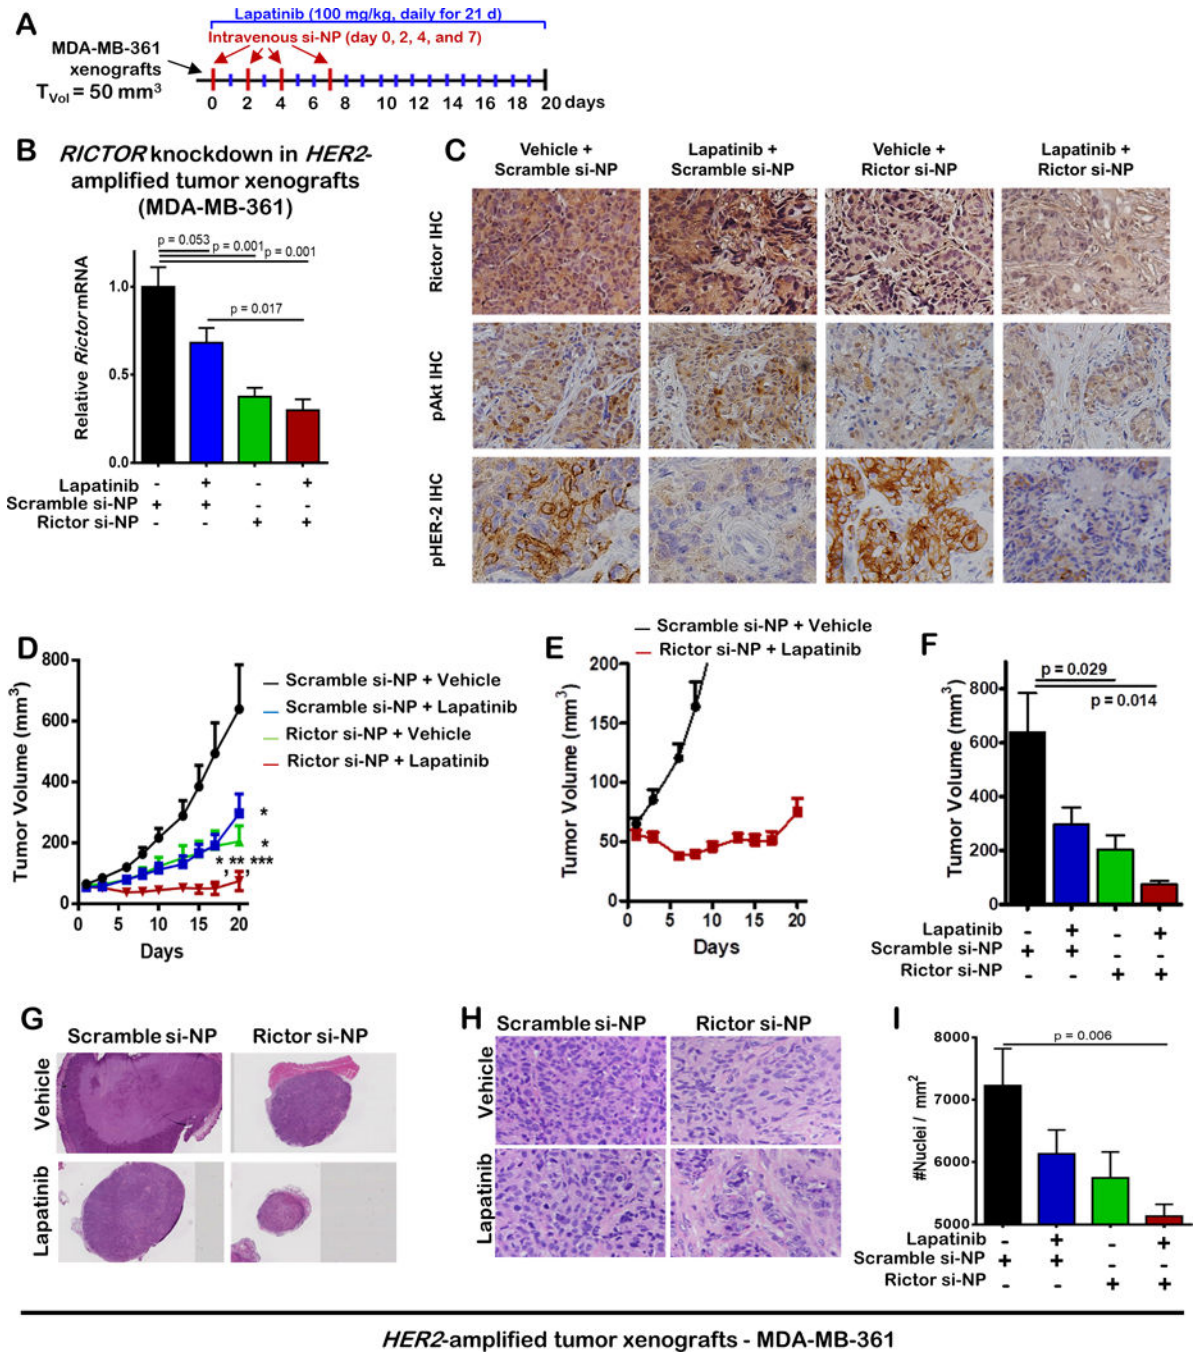 A
Lapatinib (100 mg/kg, daily for 21 d)
Intravenous si-NP (day 0, 2, 4, and 7)
MDA-MB-361
xenografts
TVol = 50 mm³
0 2 4 6 8 10 12 14 16 18 20 days
B
RICTOR knockdown in HER2-
amplified tumor xenografts
(MDA-MB-361)
p = 0.053
p = 0.001
p = 0.001
p = 0.017
Relative Rictor mRNA
1.0
0.5
0.0
Lapatinib - + - +
Scramble si-NP + + - -
Rictor si-NP - - + +
C
Vehicle +
Scramble si-NP
Lapatinib +
Scramble si-NP
Vehicle +
Rictor si-NP
Lapatinib +
Rictor si-NP
Rictor IHC
pAkt IHC
pHER-2 IHC
D
Tumor Volume (mm³)
800
600
400
200
0
0 5 10 15 20
Days
Scramble si-NP + Vehicle
Scramble si-NP + Lapatinib
Rictor si-NP + Vehicle
Rictor si-NP + Lapatinib
*
*
*, **, ***
E
Scramble si-NP + Vehicle
Rictor si-NP + Lapatinib
Tumor Volume (mm³)
200
150
100
50
0
0 5 10 15 20
Days
F
p = 0.029
p = 0.014
Tumor Volume (mm³)
800
600
400
200
0
Lapatinib - + - +
Scramble si-NP + + - -
Rictor si-NP - - + +
G
Scramble si-NP Rictor si-NP
Vehicle
Lapatinib
H
Scramble si-NP Rictor si-NP
Vehicle
Lapatinib
I
p = 0.006
#Nuclei / mm²
8000
7000
6000
5000
Lapatinib - + - +
Scramble si-NP + + - -
Rictor si-NP - - + +
HER2-amplified tumor xenografts - MDA-MB-361